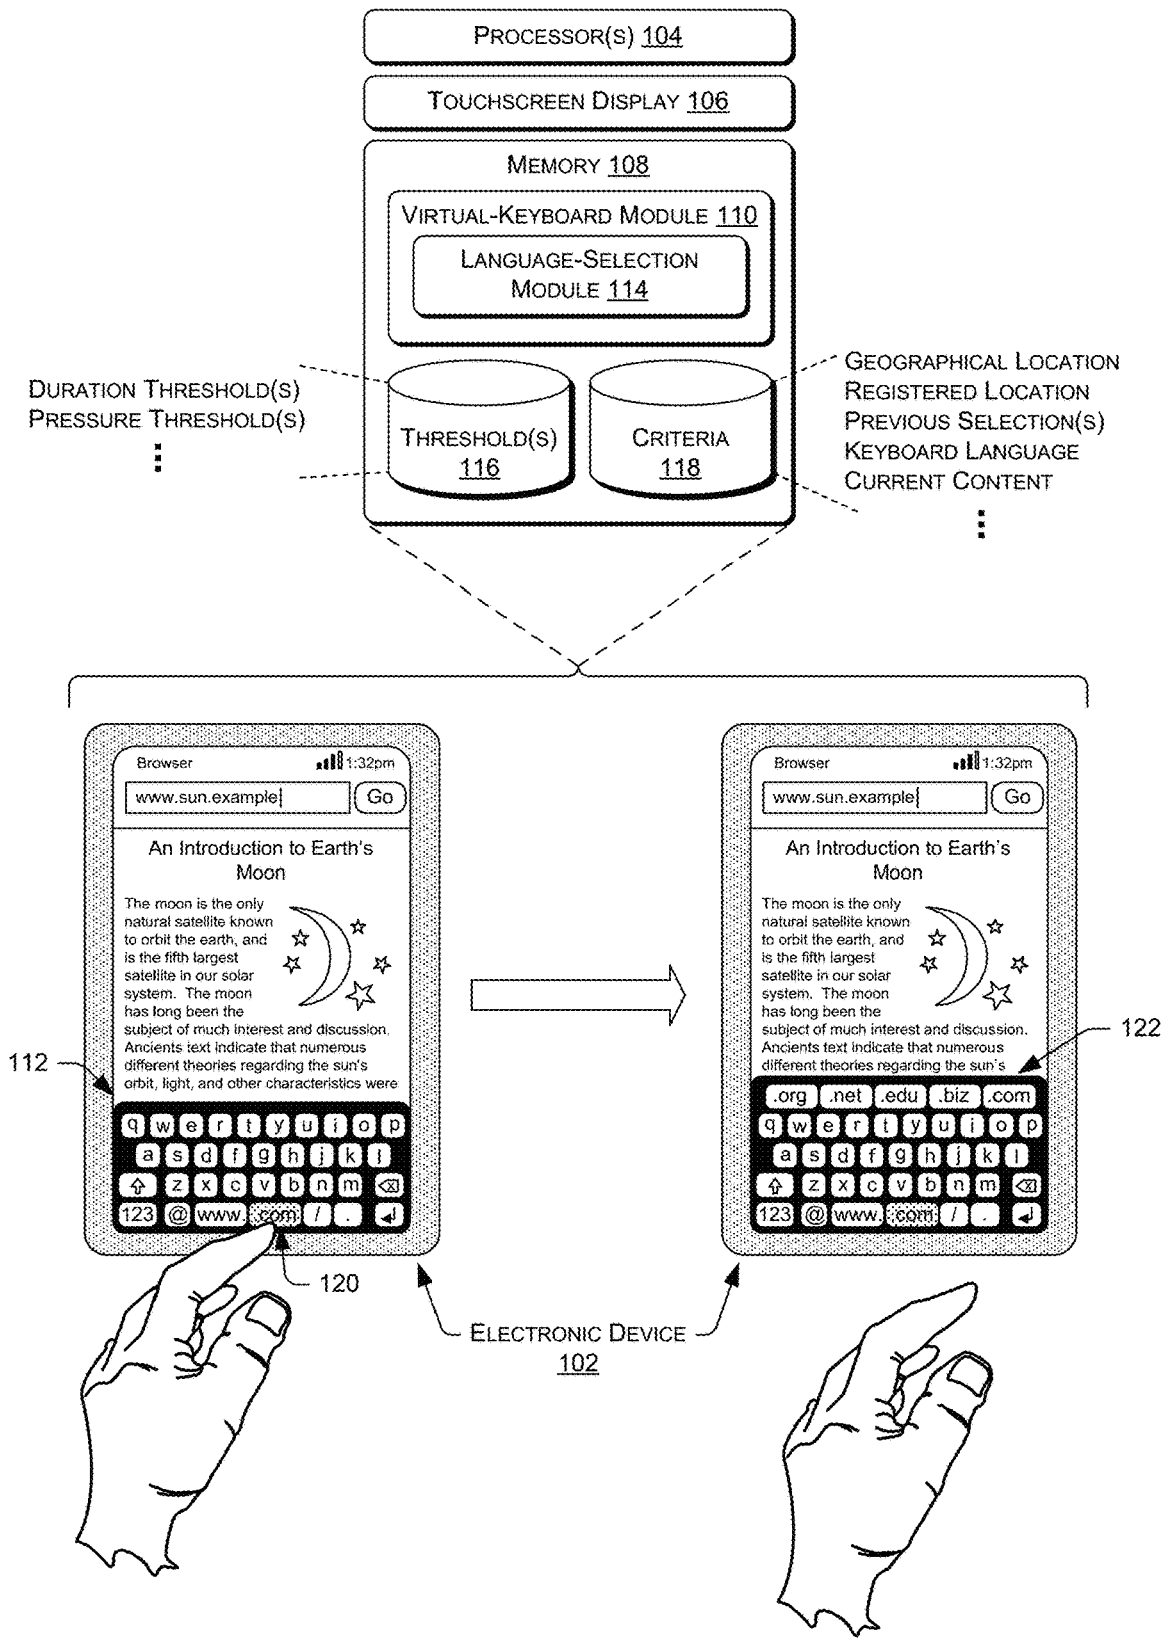 PROCESSOR(S) 104
TOUCHSCREEN DISPLAY 106
MEMORY 108
VIRTUAL-KEYBOARD MODULE 110
LANGUAGE-SELECTION
MODULE 114
DURATION THRESHOLD(S)
PRESSURE THRESHOLD(S)
THRESHOLD(S)
116
CRITERIA
118
GEOGRAPHICAL LOCATION
REGISTERED LOCATION
PREVIOUS SELECTION(S)
KEYBOARD LANGUAGE
CURRENT CONTENT
Browser 1:32pm
www.sun.example Go
An Introduction to Earth's
Moon
The moon is the only
natural satellite known
to orbit the earth, and
is the fifth largest
satellite in our solar
system. The moon
has long been the
subject of much interest and discussion.
Ancients text indicate that numerous
different theories regarding the sun's
orbit, light, and other characteristics were
112
q w e r t y u i o p
a s d f g h j k l
z x c v b n m
123 @ www. .com / .
120
Browser 1:32pm
www.sun.example Go
An Introduction to Earth's
Moon
The moon is the only
natural satellite known
to orbit the earth, and
is the fifth largest
satellite in our solar
system. The moon
has long been the
subject of much interest and discussion.
Ancients text indicate that numerous
different theories regarding the sun's
122
.org .net .edu .biz .com
q w e r t y u i o p
a s d f g h j k l
z x c v b n m
123 @ www. .com / .
ELECTRONIC DEVICE
102